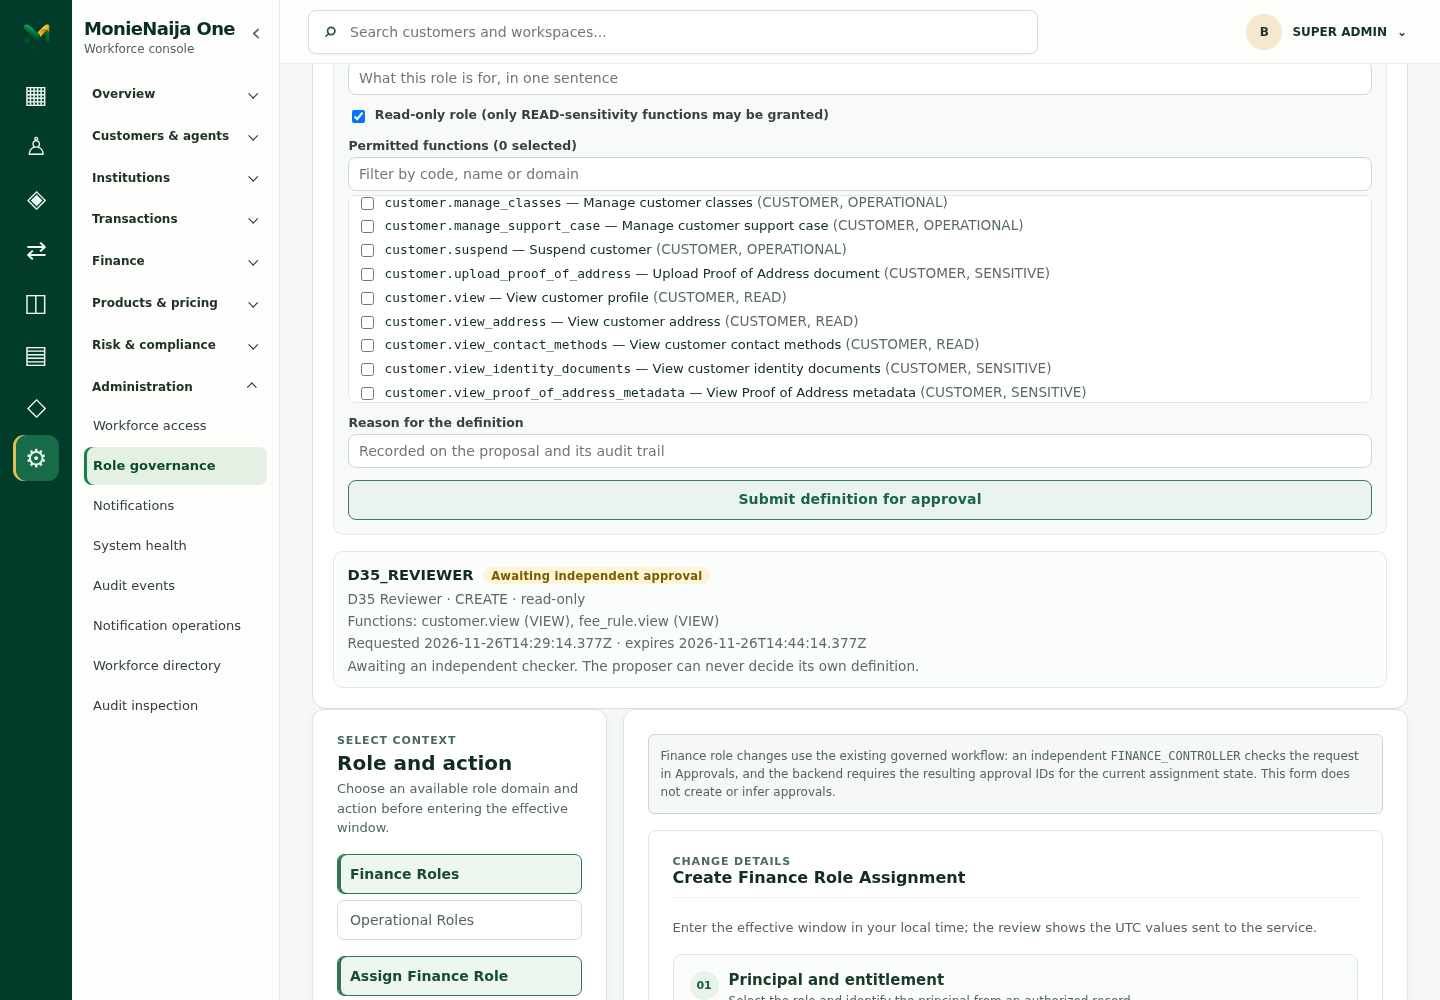 MonieNaija One
Workforce console
Search customers and workspaces...
B
SUPER ADMIN
Overview
Customers & agents
Institutions
Transactions
Finance
Products & pricing
Risk & compliance
Administration
Workforce access
Role governance
Notifications
System health
Audit events
Notification operations
Workforce directory
Audit inspection
What this role is for, in one sentence
Read-only role (only READ-sensitivity functions may be granted)
Permitted functions (0 selected)
Filter by code, name or domain
customer.manage_classes — Manage customer classes (CUSTOMER, OPERATIONAL)
customer.manage_support_case — Manage customer support case (CUSTOMER, OPERATIONAL)
customer.suspend — Suspend customer (CUSTOMER, OPERATIONAL)
customer.upload_proof_of_address — Upload Proof of Address document (CUSTOMER, SENSITIVE)
customer.view — View customer profile (CUSTOMER, READ)
customer.view_address — View customer address (CUSTOMER, READ)
customer.view_contact_methods — View customer contact methods (CUSTOMER, READ)
customer.view_identity_documents — View customer identity documents (CUSTOMER, SENSITIVE)
customer.view_proof_of_address_metadata — View Proof of Address metadata (CUSTOMER, SENSITIVE)
Reason for the definition
Recorded on the proposal and its audit trail
Submit definition for approval
D35_REVIEWER Awaiting independent approval
D35 Reviewer · CREATE · read-only
Functions: customer.view (VIEW), fee_rule.view (VIEW)
Requested 2026-11-26T14:29:14.377Z · expires 2026-11-26T14:44:14.377Z
Awaiting an independent checker. The proposer can never decide its own definition.
SELECT CONTEXT
Role and action
Choose an available role domain and
action before entering the effective
window.
Finance Roles
Operational Roles
Assign Finance Role
Finance role changes use the existing governed workflow: an independent FINANCE_CONTROLLER checks the request
in Approvals, and the backend requires the resulting approval IDs for the current assignment state. This form does
not create or infer approvals.
CHANGE DETAILS
Create Finance Role Assignment
Enter the effective window in your local time; the review shows the UTC values sent to the service.
01
Principal and entitlement
Select the role and identify the principal from an authorized record.